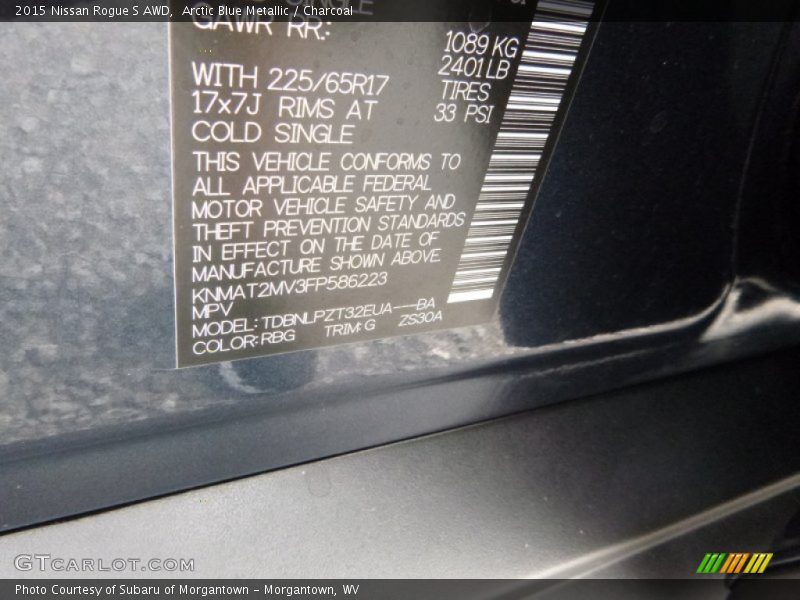 2015 Nissan Rogue S AWD, Arctic Blue Metallic / Charcoal
GAWR RR:
1089 KG
2401 LB
WITH 225/65R17 TIRES
17x7J RIMS AT 33 PSI
COLD SINGLE
THIS VEHICLE CONFORMS TO
ALL APPLICABLE FEDERAL
MOTOR VEHICLE SAFETY AND
THEFT PREVENTION STANDARDS
IN EFFECT ON THE DATE OF
MANUFACTURE SHOWN ABOVE
KNMAT2MV3FP586223
MPV
MODEL:TDBNLPZT32EUA---BA
COLOR:RBG TRIM:G ZS30A
GTCARLOT.COM
Photo Courtesy of Subaru of Morgantown - Morgantown, WV